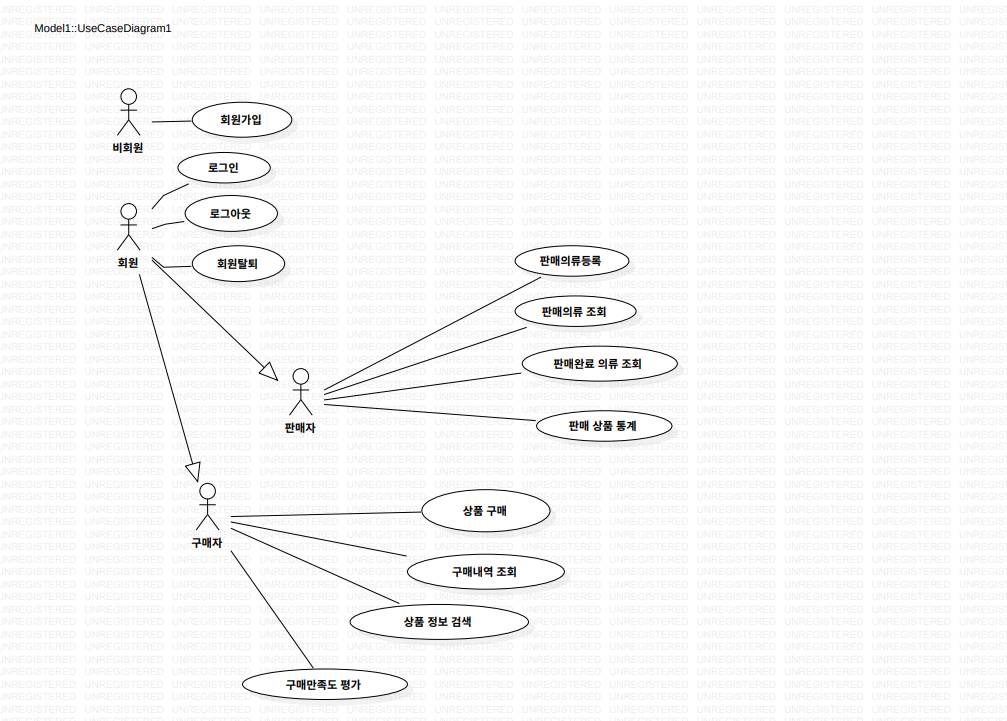 Model1::UseCaseDiagram1
비회원
회원가입
로그인
로그아웃
회원
회원탈퇴
판매의류등록
판매의류 조회
판매완료 의류 조회
판매자
판매 상품 통계
상품 구매
구매자
구매내역 조회
상품 정보 검색
구매만족도 평가
UNREGISTERED